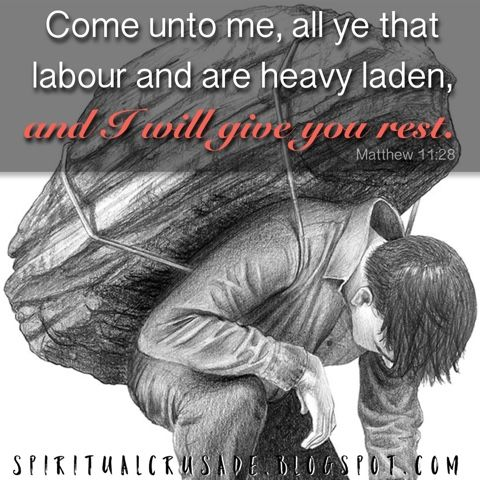 Come unto me, all ye that
labour and are heavy laden,
and I will give you rest.
Matthew 11:28
SPIRITUALCRUSADE.BLOGSPOT.COM